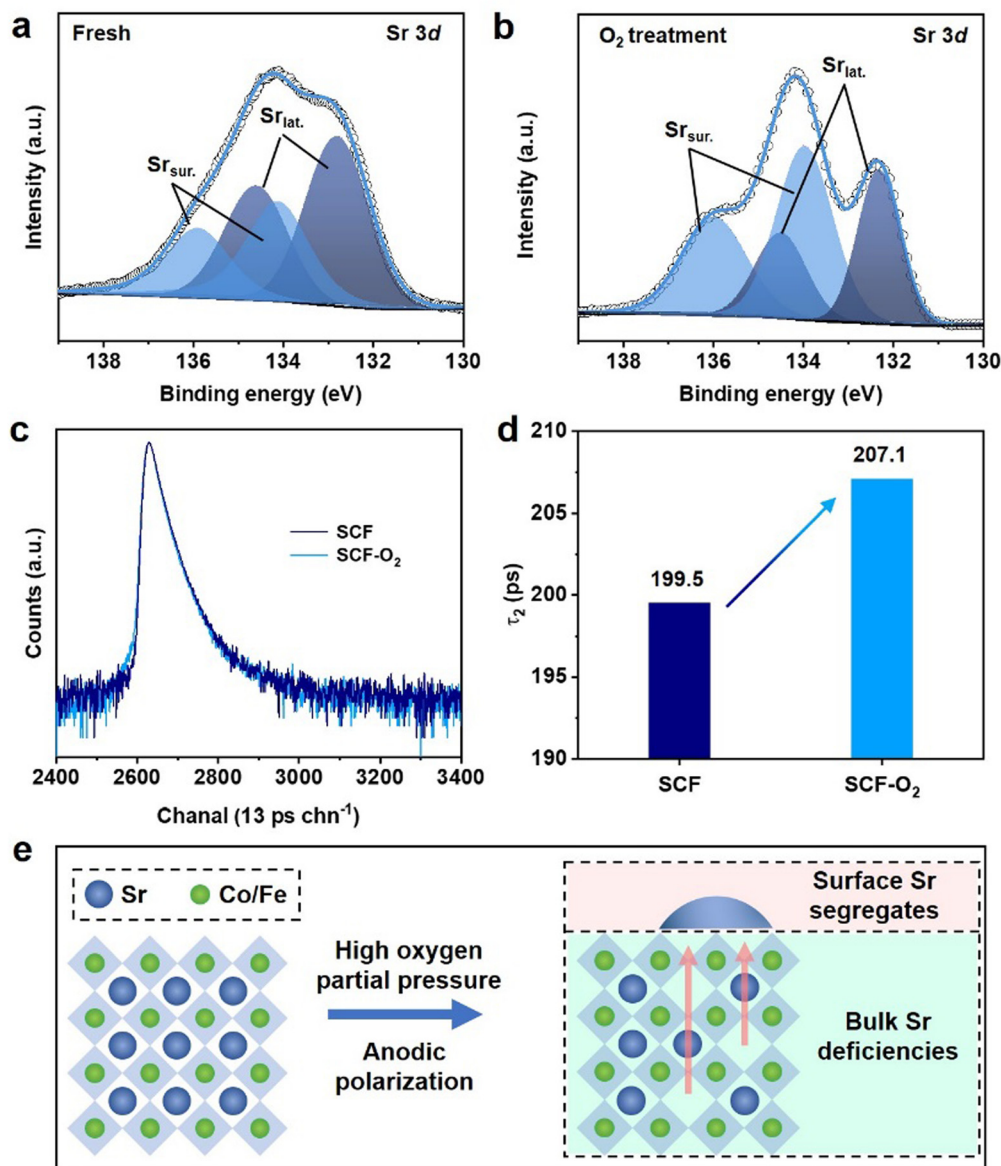 a
Fresh
Sr 3d
Sr_lat.
Sr_sur.
Intensity (a.u.)
138 136 134 132 130
Binding energy (eV)
b
O₂ treatment
Sr 3d
Sr_lat.
Sr_sur.
Intensity (a.u.)
138 136 134 132 130
Binding energy (eV)
c
SCF
SCF-O₂
Counts (a.u.)
2400 2600 2800 3000 3200 3400
Chanal (13 ps chn⁻¹)
d
210
205
200
195
190
τ₂ (ps)
199.5
207.1
SCF
SCF-O₂
e
Sr
Co/Fe
High oxygen
partial pressure
Anodic
polarization
Surface Sr
segregates
Bulk Sr
deficiencies